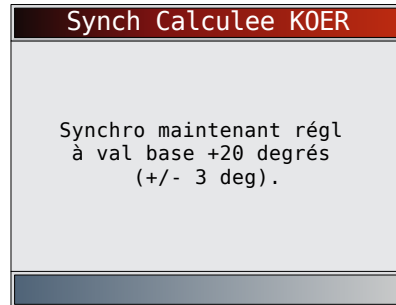 Synch Calculee KOER
Synchro maintenant régl
à val base +20 degrés
(+/- 3 deg).